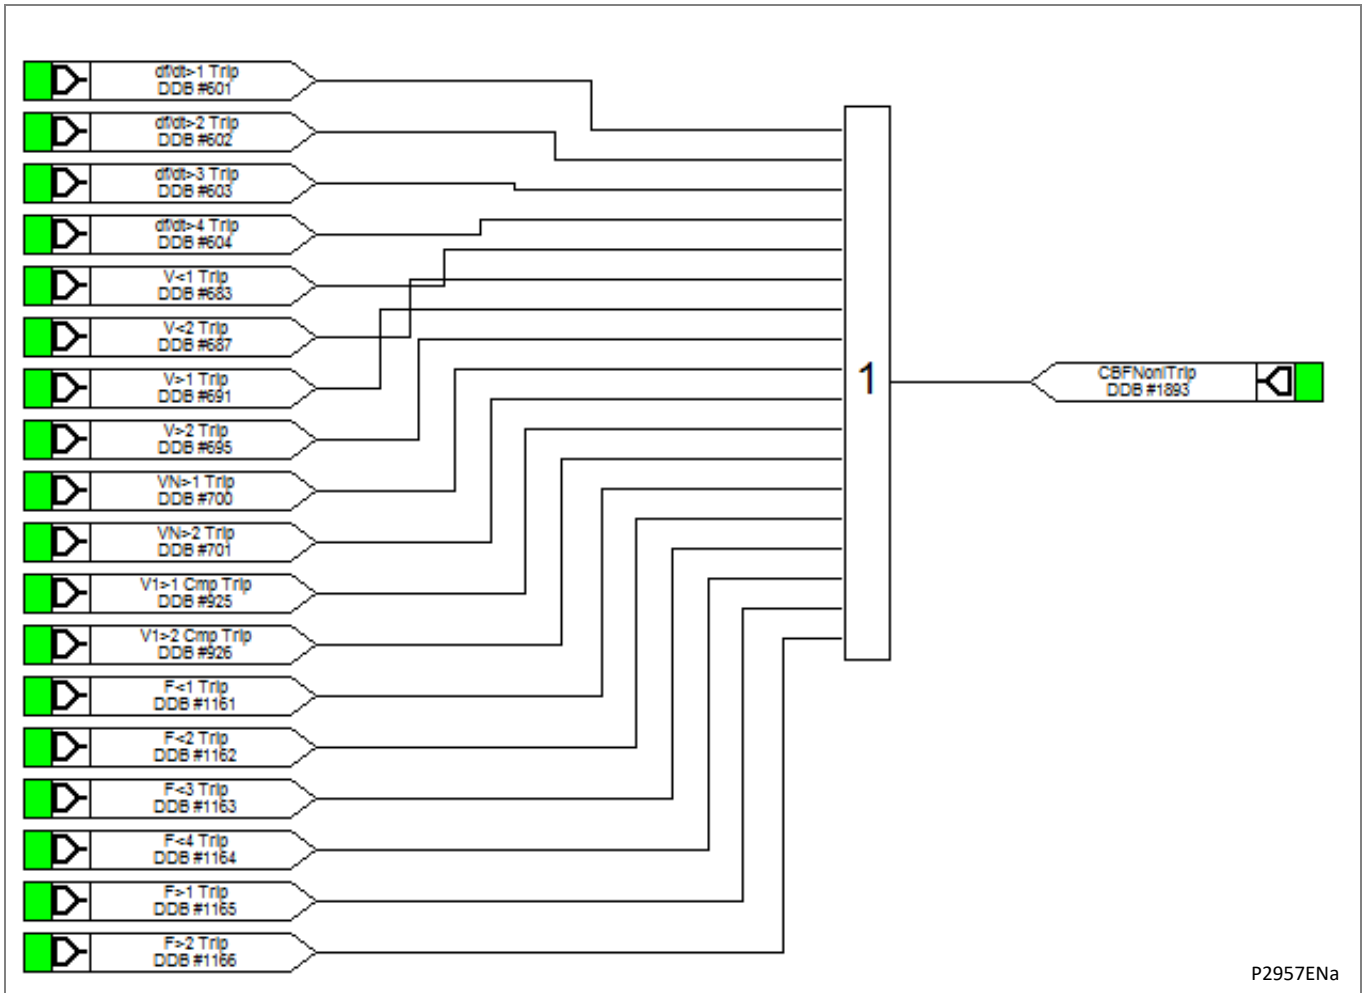 df/dt>1 Trip
DDB #601
df/dt>2 Trip
DDB #602
df/dt>3 Trip
DDB #603
df/dt>4 Trip
DDB #604
V<1 Trip
DDB #683
V<2 Trip
DDB #687
V>1 Trip
DDB #691
V>2 Trip
DDB #695
VN>1 Trip
DDB #700
VN>2 Trip
DDB #701
V1>1 Cmp Trip
DDB #925
V1>2 Cmp Trip
DDB #926
F<1 Trip
DDB #1161
F<2 Trip
DDB #1162
F<3 Trip
DDB #1163
F<4 Trip
DDB #1164
F>1 Trip
DDB #1165
F>2 Trip
DDB #1166
1
CBFNonITrip
DDB #1893
P2957ENa